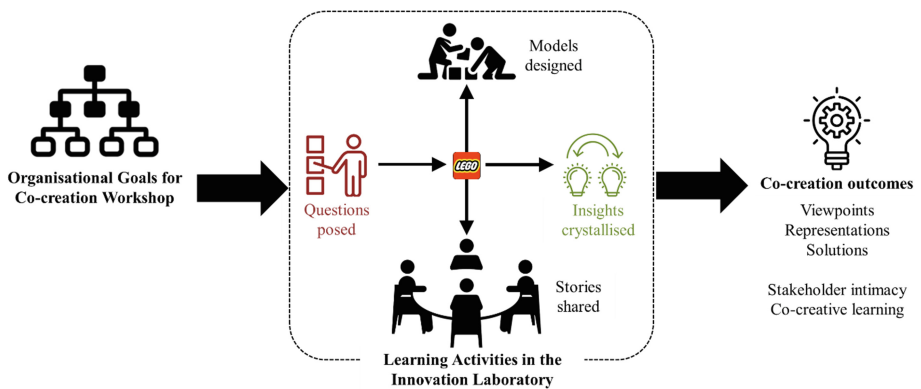 Organisational Goals for
Co-creation Workshop
Models
designed
Questions
posed
LEGO
Insights
crystallised
Stories
shared
Learning Activities in the
Innovation Laboratory
Co-creation outcomes
Viewpoints
Representations
Solutions
Stakeholder intimacy
Co-creative learning